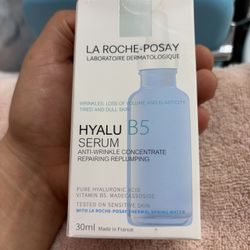 LA ROCHE-POSAY
LABORATOIRE DERMATOLOGIQUE
WRINKLES, LOSS OF VOLUME AND ELASTICITY
TIRED AND DULL SKIN
HYALU B5
SERUM
ANTI-WRINKLE CONCENTRATE
REPAIRING REPLUMPING
PURE HYALURONIC ACID
VITAMIN B5. MADECASSOSIDE
TESTED ON SENSITIVE SKIN
WITH LA ROCHE-POSAY THERMAL SPRING WATER
30ml Made in France